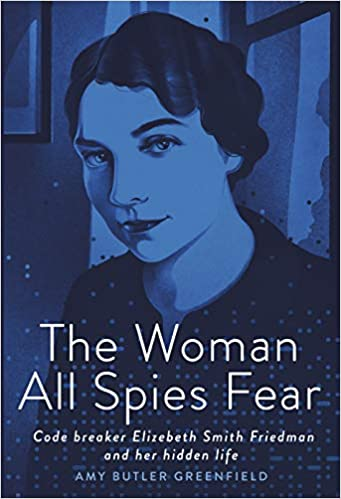 The Woman
All Spies Fear
Code breaker Elizebeth Smith Friedman
and her hidden life
AMY BUTLER GREENFIELD